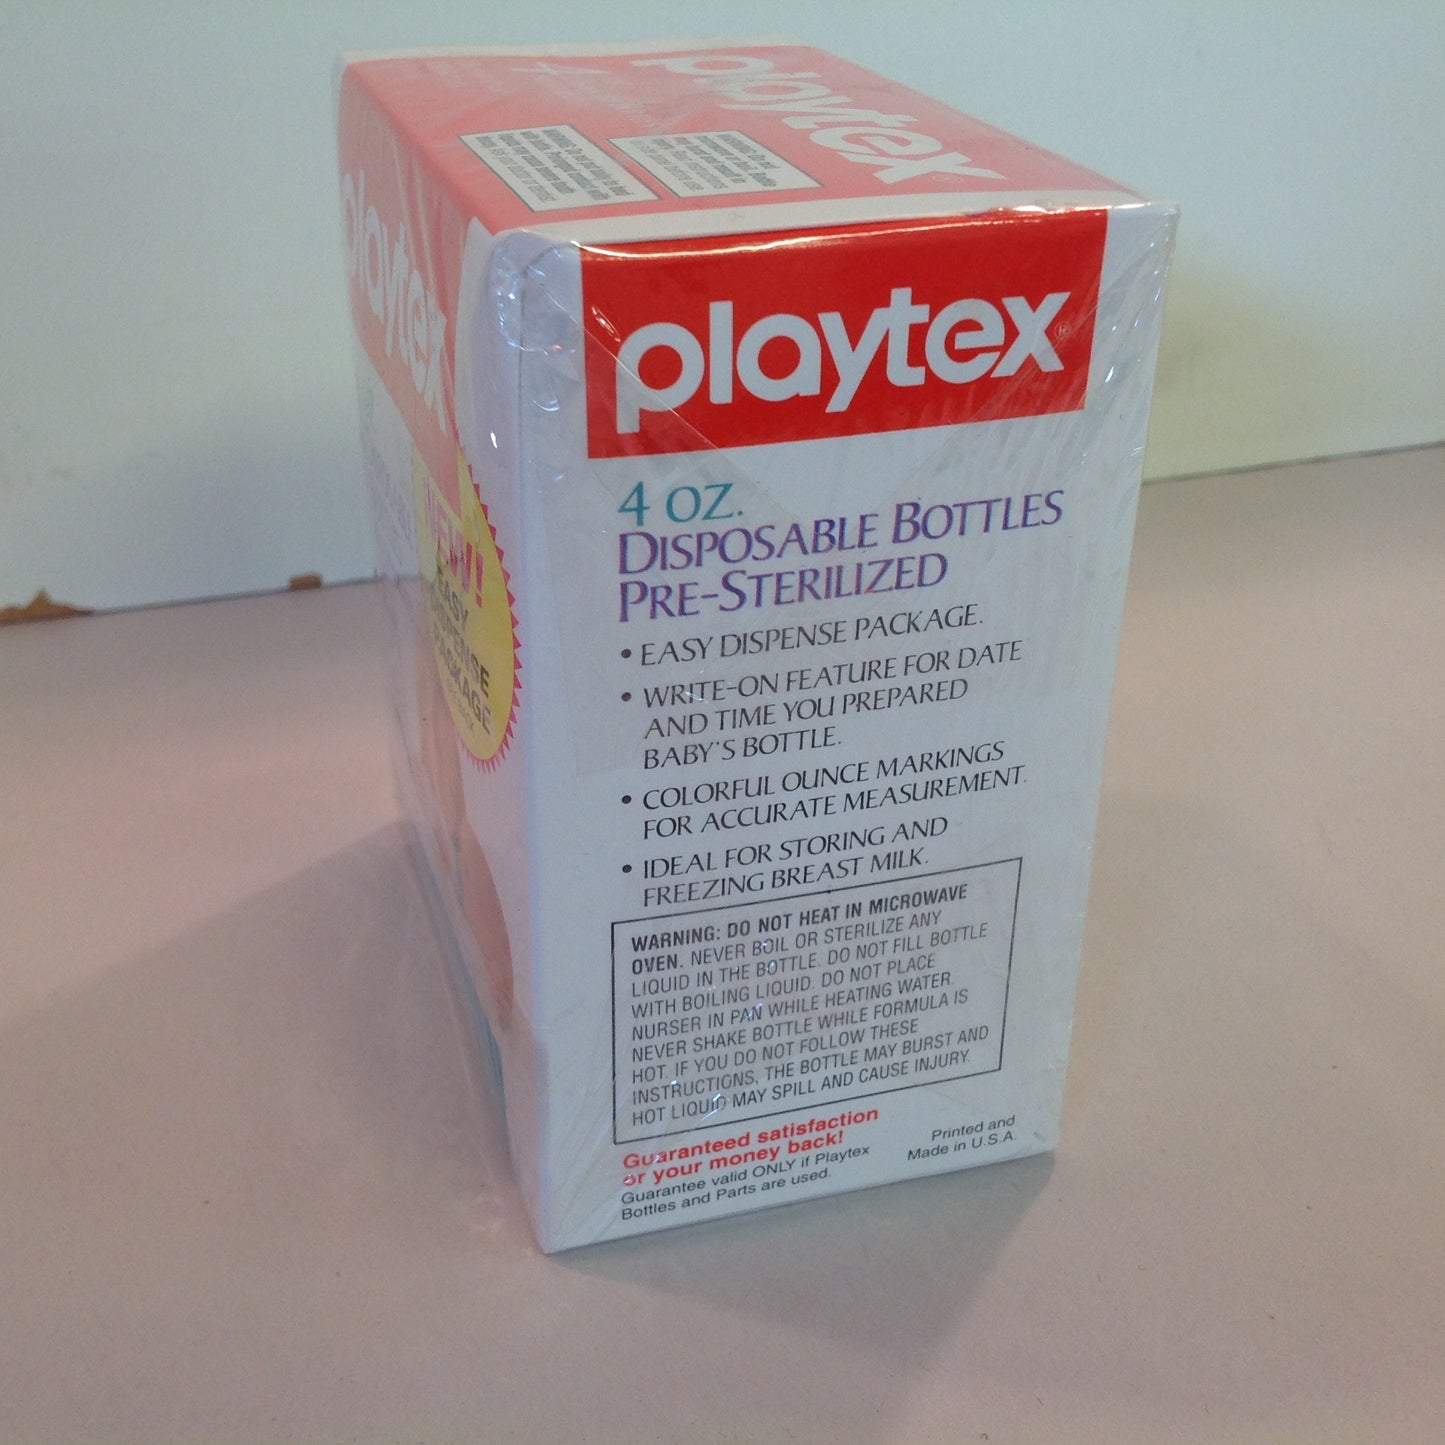 playtex
playtex
NEW!
EASY
DISPENSE
PACKAGE
playtex®
4 OZ.
DISPOSABLE BOTTLES
PRE-STERILIZED
• EASY DISPENSE PACKAGE.
• WRITE-ON FEATURE FOR DATE
AND TIME YOU PREPARED
BABY'S BOTTLE.
• COLORFUL OUNCE MARKINGS
FOR ACCURATE MEASUREMENT.
• IDEAL FOR STORING AND
FREEZING BREAST MILK.
WARNING: DO NOT HEAT IN MICROWAVE
OVEN. NEVER BOIL OR STERILIZE ANY
LIQUID IN THE BOTTLE. DO NOT FILL BOTTLE
WITH BOILING LIQUID. DO NOT PLACE
NURSER IN PAN WHILE HEATING WATER.
NEVER SHAKE BOTTLE WHILE FORMULA IS
HOT. IF YOU DO NOT FOLLOW THESE
INSTRUCTIONS, THE BOTTLE MAY BURST AND
HOT LIQUID MAY SPILL AND CAUSE INJURY.
Guaranteed satisfaction
or your money back!
Guarantee valid ONLY if Playtex
Bottles and Parts are used.
Printed and
Made in U.S.A.